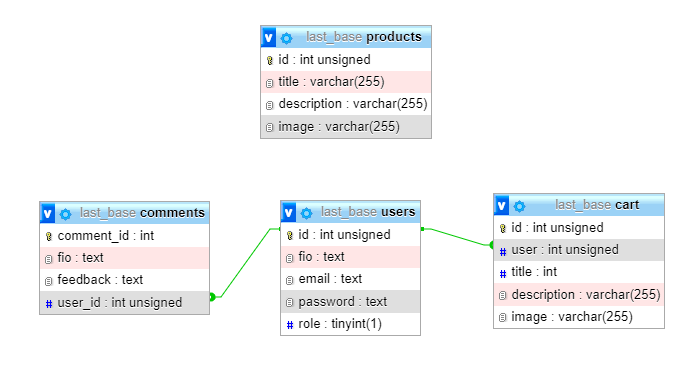 last_base products
id : int unsigned
title : varchar(255)
description : varchar(255)
image : varchar(255)
last_base comments
comment_id : int
fio : text
feedback : text
# user_id : int unsigned
last_base users
id : int unsigned
fio : text
email : text
password : text
# role : tinyint(1)
last_base cart
id : int unsigned
# user : int unsigned
# title : int
description : varchar(255)
image : varchar(255)